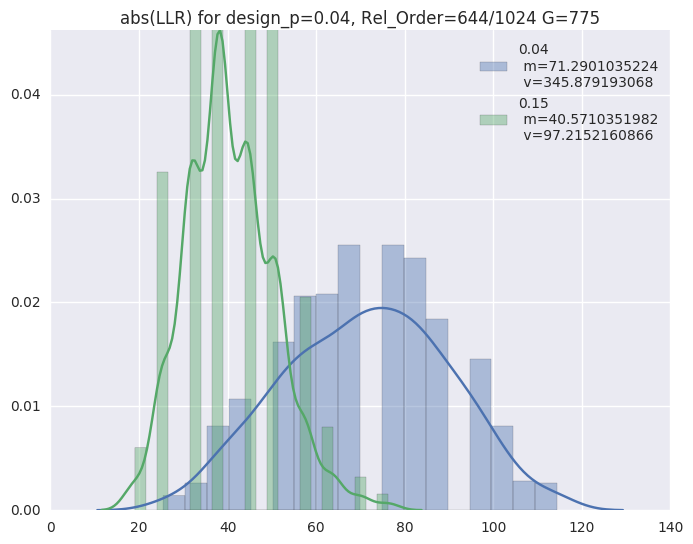 abs(LLR) for design_p=0.04, Rel_Order=644/1024 G=775
0.04
m=71.2901035224
v=345.879193068
0.15
m=40.5710351982
v=97.2152160866
0.04
0.03
0.02
0.01
0.00
0 20 40 60 80 100 120 140